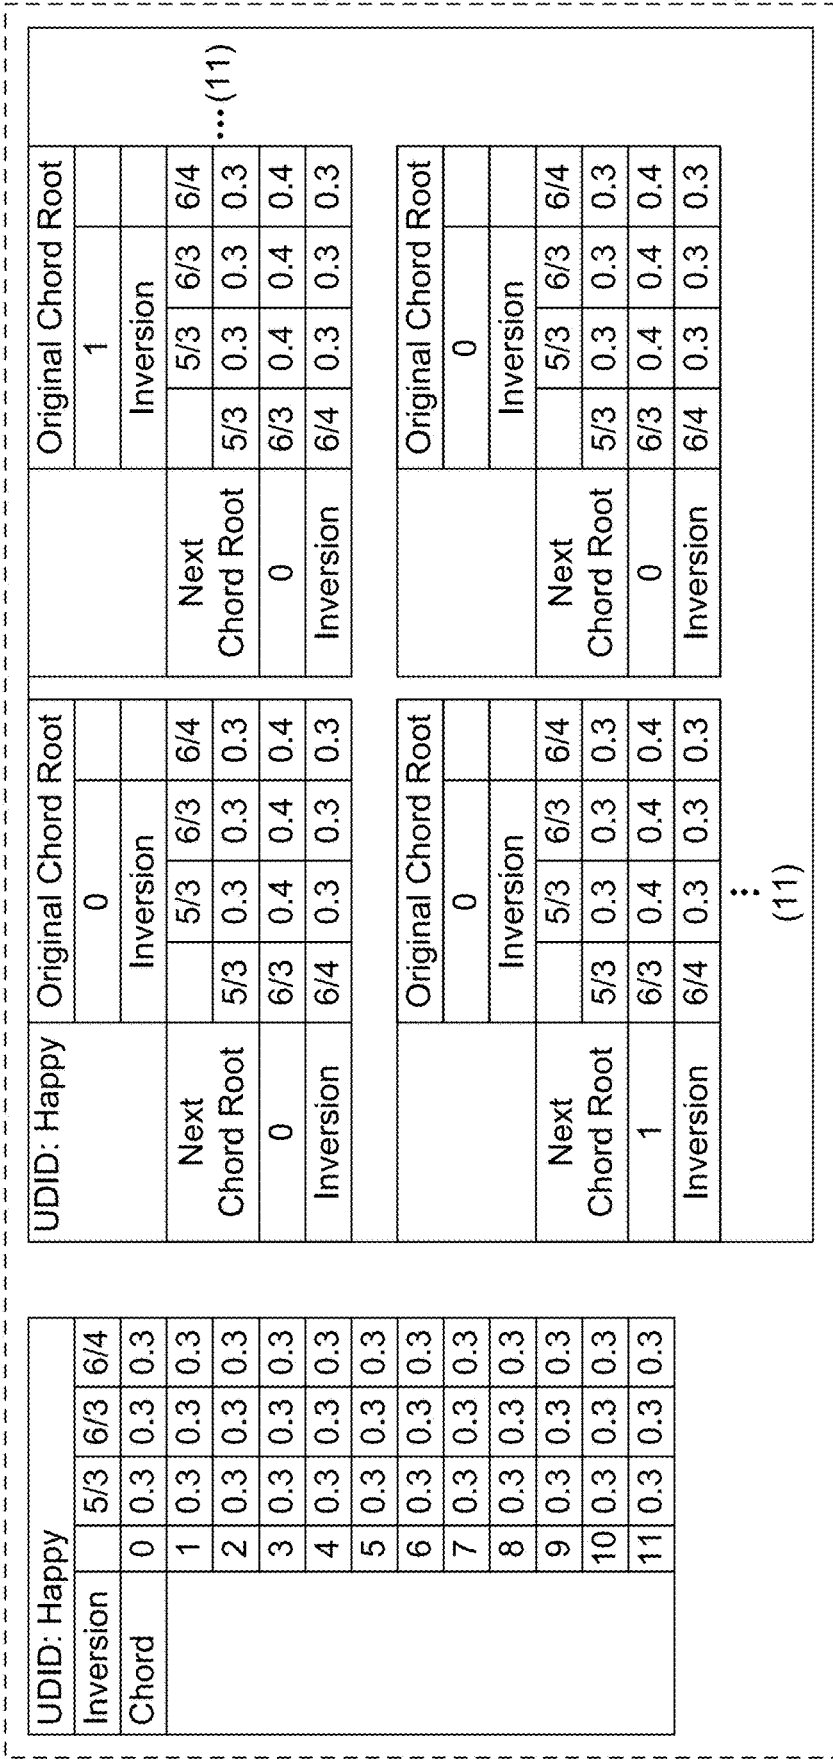 UDID: Happy
Inversion 5/3 6/3 6/4
Chord 0 0.3 0.3 0.3
1 0.3 0.3 0.3
2 0.3 0.3 0.3
3 0.3 0.3 0.3
4 0.3 0.3 0.3
5 0.3 0.3 0.3
6 0.3 0.3 0.3
7 0.3 0.3 0.3
8 0.3 0.3 0.3
9 0.3 0.3 0.3
10 0.3 0.3 0.3
11 0.3 0.3 0.3
UDID: Happy Original Chord Root
0
Inversion
Next 5/3 6/3 6/4
Chord Root 5/3 0.3 0.3 0.3
0 6/3 0.4 0.4 0.4
Inversion 6/4 0.3 0.3 0.3
Original Chord Root
1
Inversion
Next 5/3 6/3 6/4
Chord Root 5/3 0.3 0.3 0.3
0 6/3 0.4 0.4 0.4
Inversion 6/4 0.3 0.3 0.3
...(11)
Original Chord Root
0
Inversion
Next 5/3 6/3 6/4
Chord Root 5/3 0.3 0.3 0.3
1 6/3 0.4 0.4 0.4
Inversion 6/4 0.3 0.3 0.3
⋮
(11)
Original Chord Root
0
Inversion
Next 5/3 6/3 6/4
Chord Root 5/3 0.3 0.3 0.3
0 6/3 0.4 0.4 0.4
Inversion 6/4 0.3 0.3 0.3